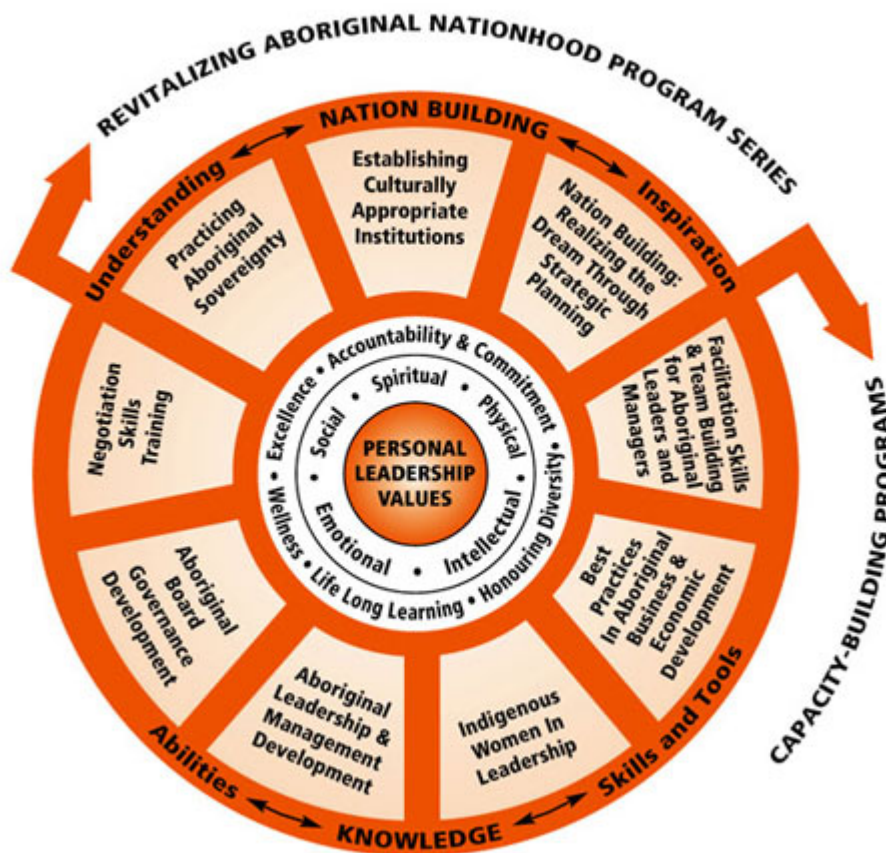 REVITALIZING ABORIGINAL NATIONHOOD PROGRAM SERIES
CAPACITY-BUILDING PROGRAMS
Understanding
NATION BUILDING
Inspiration
Skills and Tools
KNOWLEDGE
Abilities
Practicing
Aboriginal
Sovereignty
Establishing
Culturally
Appropriate
Institutions
Nation Building:
Realizing the
Dream Through
Strategic
Planning
Facilitation Skills
& Team Building
for Aboriginal
Leaders and
Managers
Best
Practices
In Aboriginal
Business &
Economic
Development
Indigenous
Women In
Leadership
Aboriginal
Leadership &
Management
Development
Aboriginal
Board
Governance
Development
Negotiation
Skills
Training
• Excellence • Accountability & Commitment • Honouring Diversity • Life Long Learning • Wellness
Social • Spiritual • Physical • Intellectual • Emotional •
PERSONAL
LEADERSHIP
VALUES